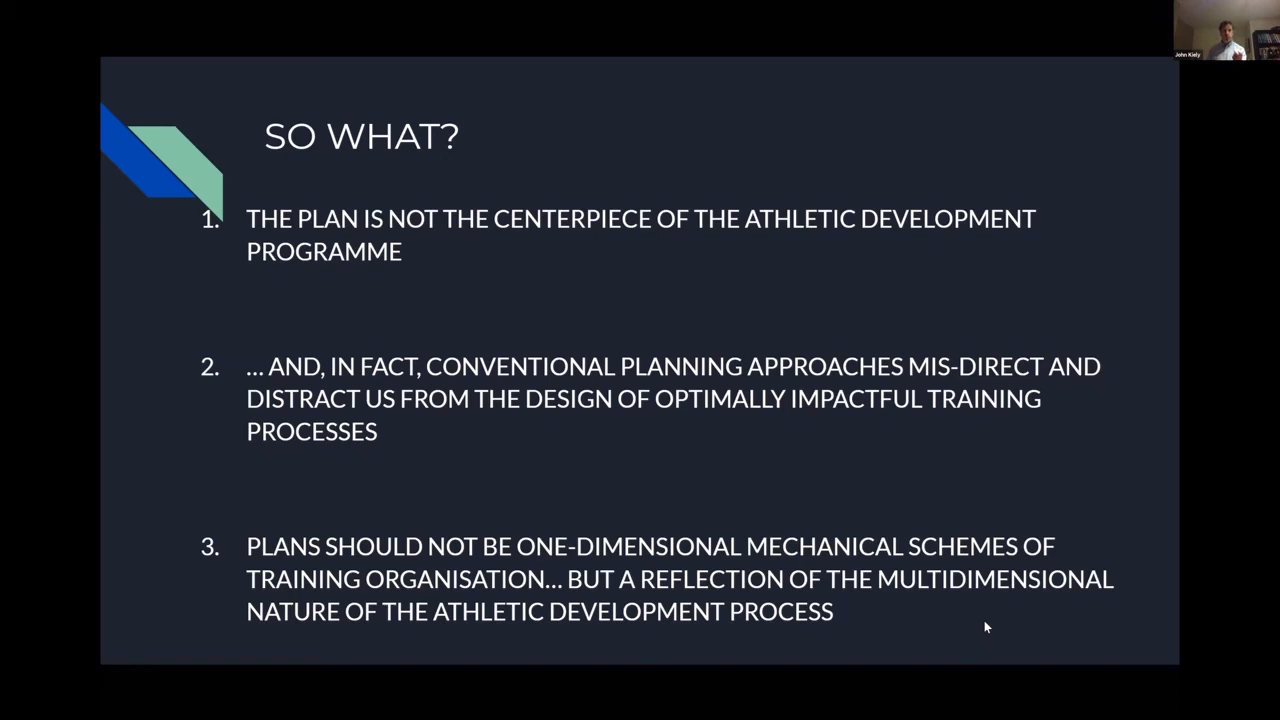 John Kiely
SO WHAT?
1. THE PLAN IS NOT THE CENTERPIECE OF THE ATHLETIC DEVELOPMENT
PROGRAMME
2. ... AND, IN FACT, CONVENTIONAL PLANNING APPROACHES MIS-DIRECT AND
DISTRACT US FROM THE DESIGN OF OPTIMALLY IMPACTFUL TRAINING
PROCESSES
3. PLANS SHOULD NOT BE ONE-DIMENSIONAL MECHANICAL SCHEMES OF
TRAINING ORGANISATION... BUT A REFLECTION OF THE MULTIDIMENSIONAL
NATURE OF THE ATHLETIC DEVELOPMENT PROCESS